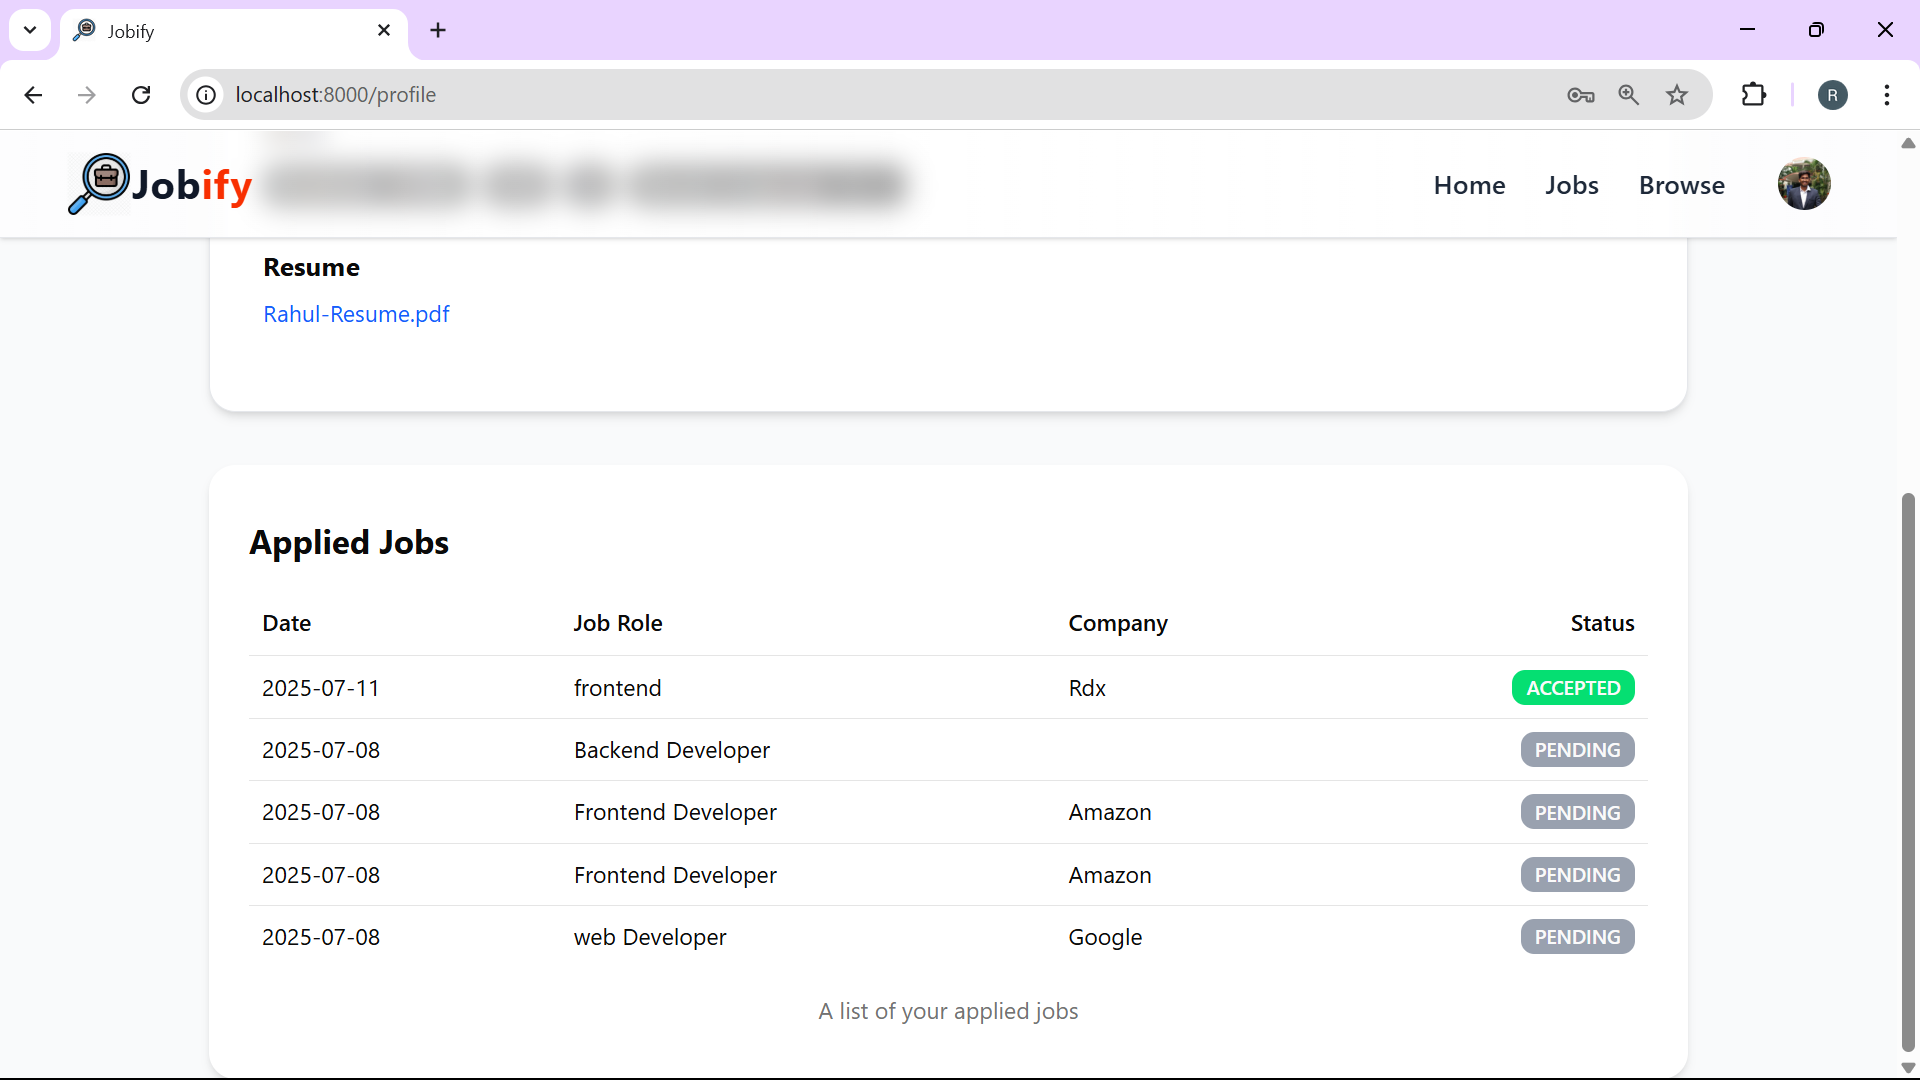 Jobify
localhost:8000/profile
R
Jobify
Home Jobs Browse
Resume
Rahul-Resume.pdf
Applied Jobs
Date Job Role Company Status
2025-07-11 frontend Rdx ACCEPTED
2025-07-08 Backend Developer PENDING
2025-07-08 Frontend Developer Amazon PENDING
2025-07-08 Frontend Developer Amazon PENDING
2025-07-08 web Developer Google PENDING
A list of your applied jobs